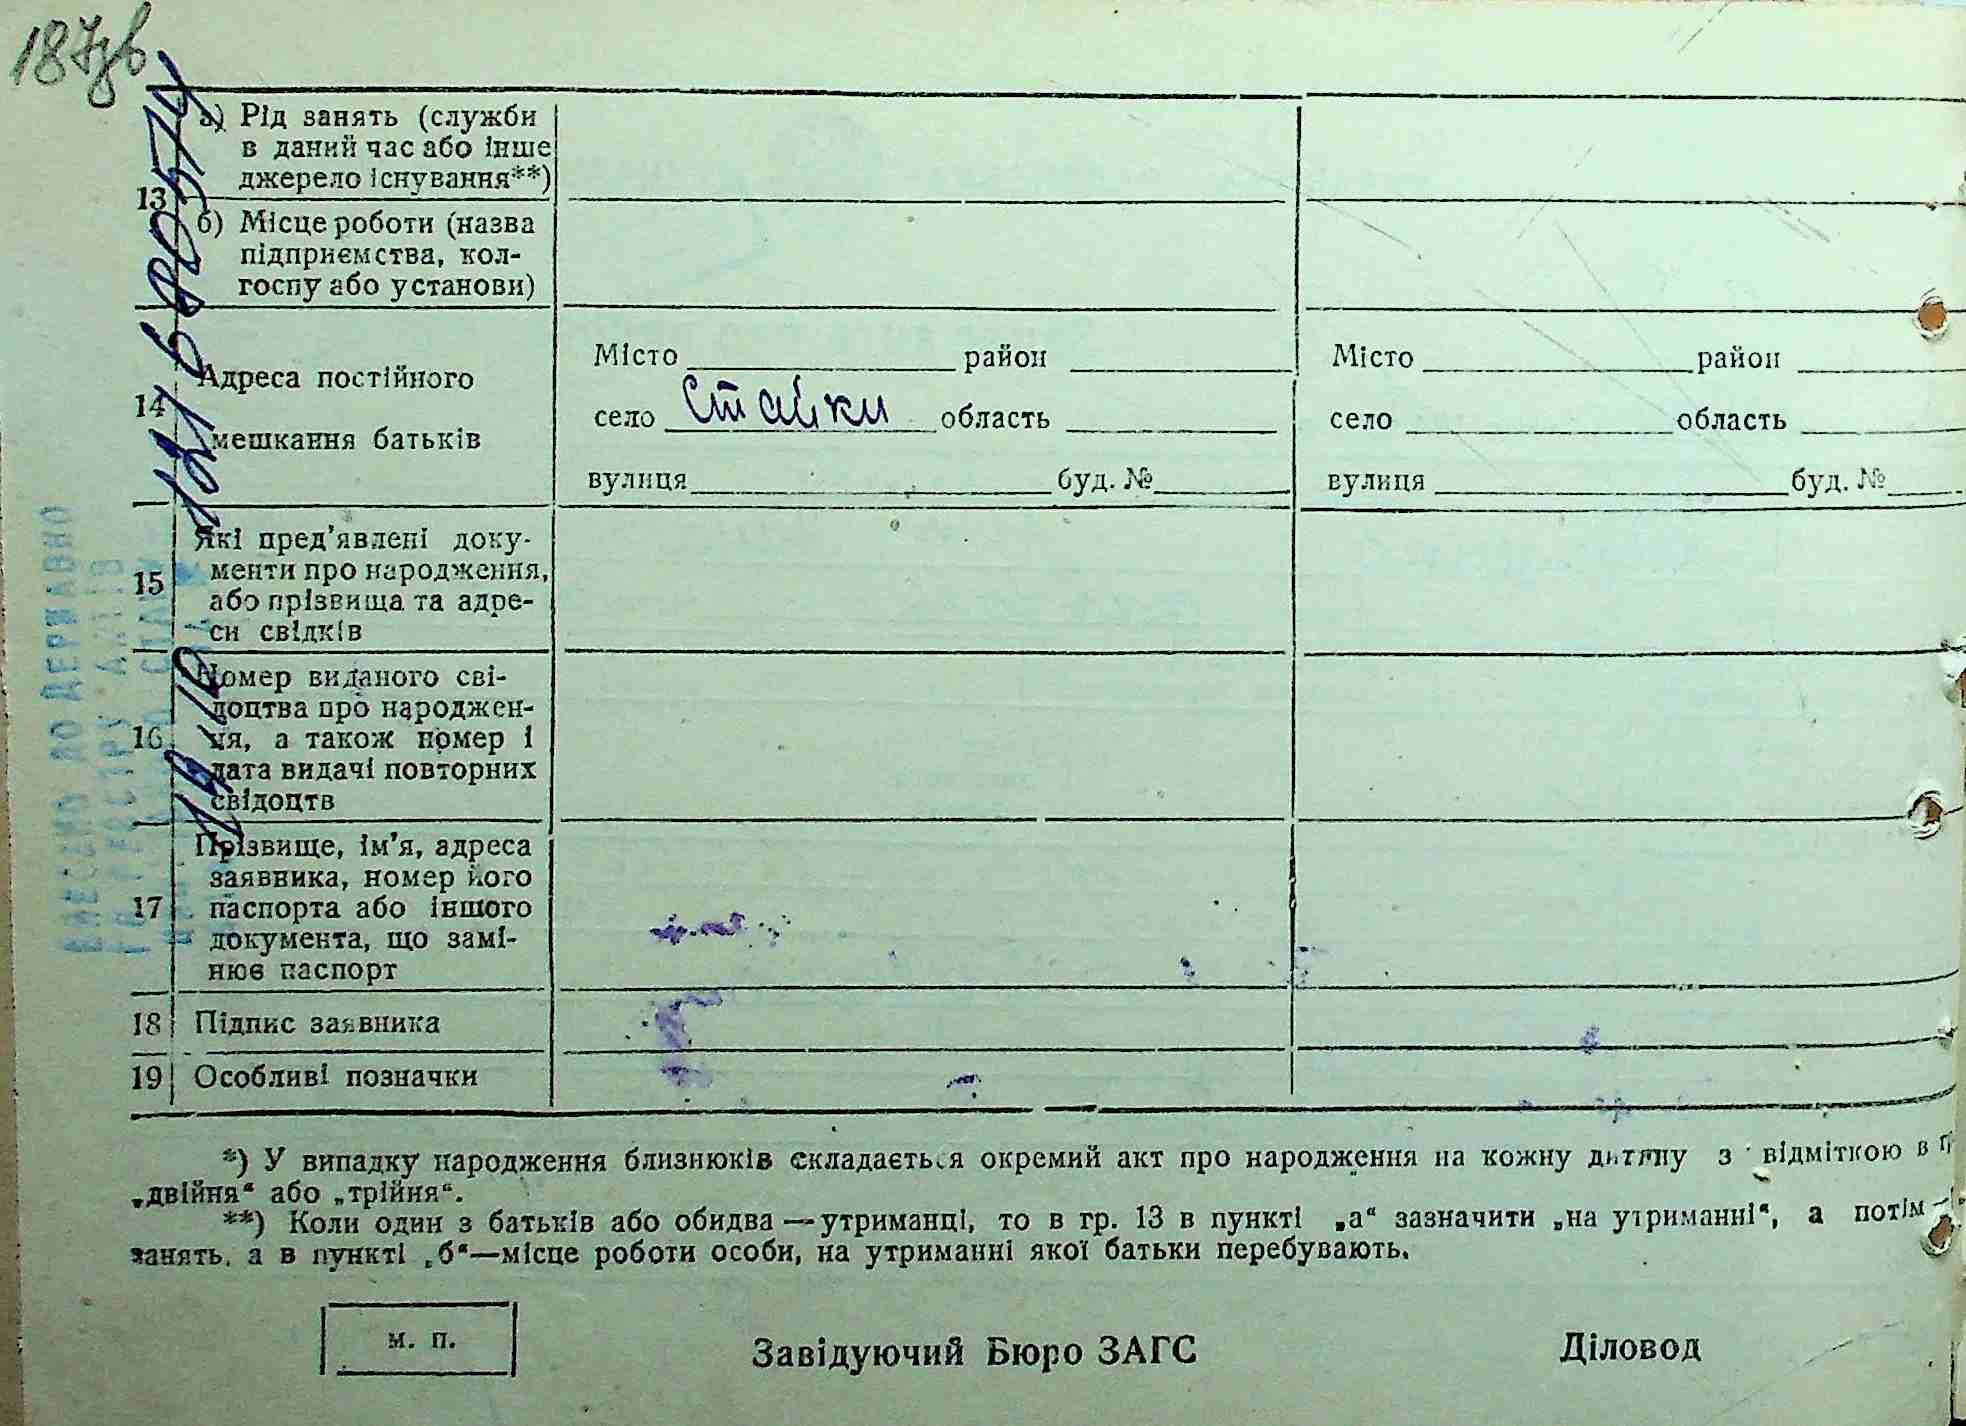 187зв
13 а) Рід занять (служби
в даний час або інше
джерело існування**)
б) Місце роботи (назва
підприємства, кол-
госпу або установи)
14 Адреса постійного
мешкання батьків
Місто район
село Стайки область
вулиця буд. №
Місто район
село область
вулиця буд. №
15 Які пред'явлені доку-
менти про народження,
або прізвища та адре-
си свідків
16 Номер виданого сві-
доцтва про народжен-
ня, а також номер і
дата видачі повторних
свідоцтв
17 Прізвище, ім'я, адреса
заявника, номер його
паспорта або іншого
документа, що замі-
нює паспорт
18 Підпис заявника
19 Особливі позначки
ВНЕСЕНО ДО ДЕРЖАВНО
*) У випадку народження близнюків складається окремий акт про народження на кожну дитину з відміткою в
„двійня“ або „трійня“.
**) Коли один з батьків або обидва — утриманці, то в гр. 13 в пункті „а“ зазначити „на утриманні“, а потім
занять, а в пункті „б“—місце роботи особи, на утриманні якої батьки перебувають.
м. п.
Завідуючий Бюро ЗАГС
Діловод